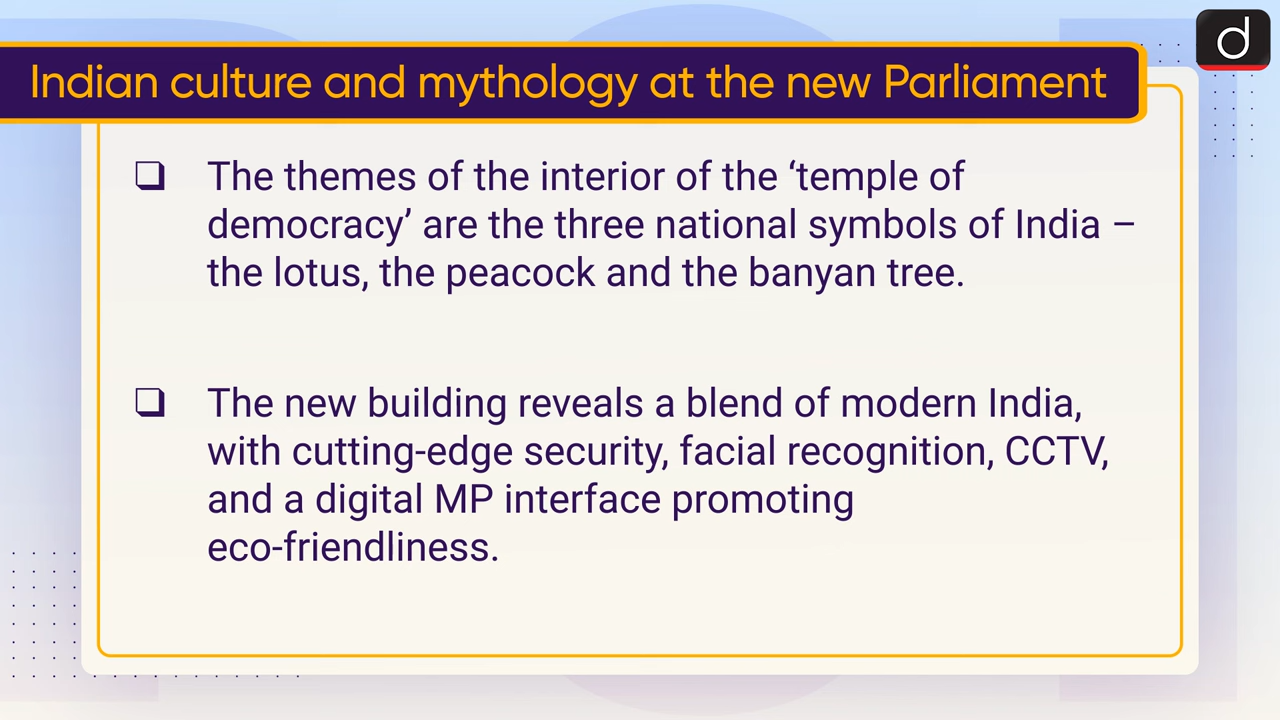 Indian culture and mythology at the new Parliament
d
❑ The themes of the interior of the ‘temple of
democracy’ are the three national symbols of India –
the lotus, the peacock and the banyan tree.
❑ The new building reveals a blend of modern India,
with cutting-edge security, facial recognition, CCTV,
and a digital MP interface promoting
eco-friendliness.